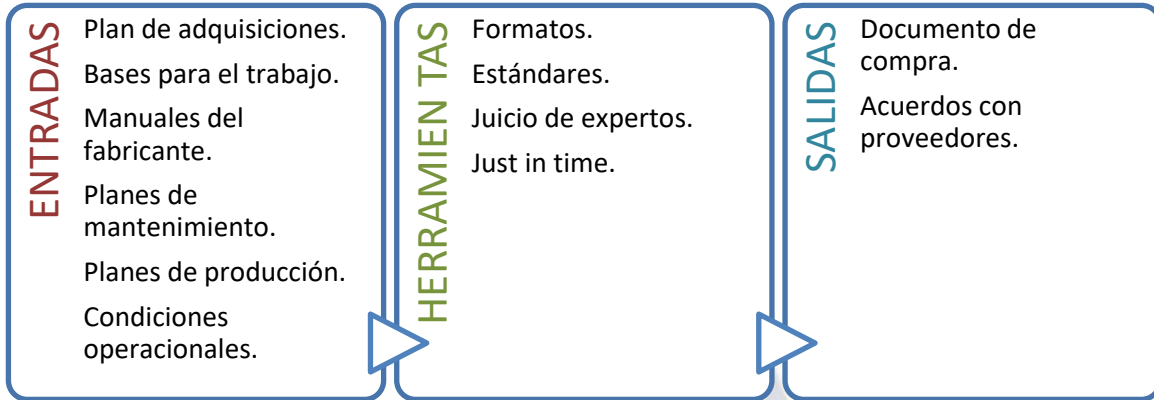 ENTRADAS
Plan de adquisiciones.
Bases para el trabajo.
Manuales del
fabricante.
Planes de
mantenimiento.
Planes de producción.
Condiciones
operacionales.
HERRAMIEN TAS
Formatos.
Estándares.
Juicio de expertos.
Just in time.
SALIDAS
Documento de
compra.
Acuerdos con
proveedores.